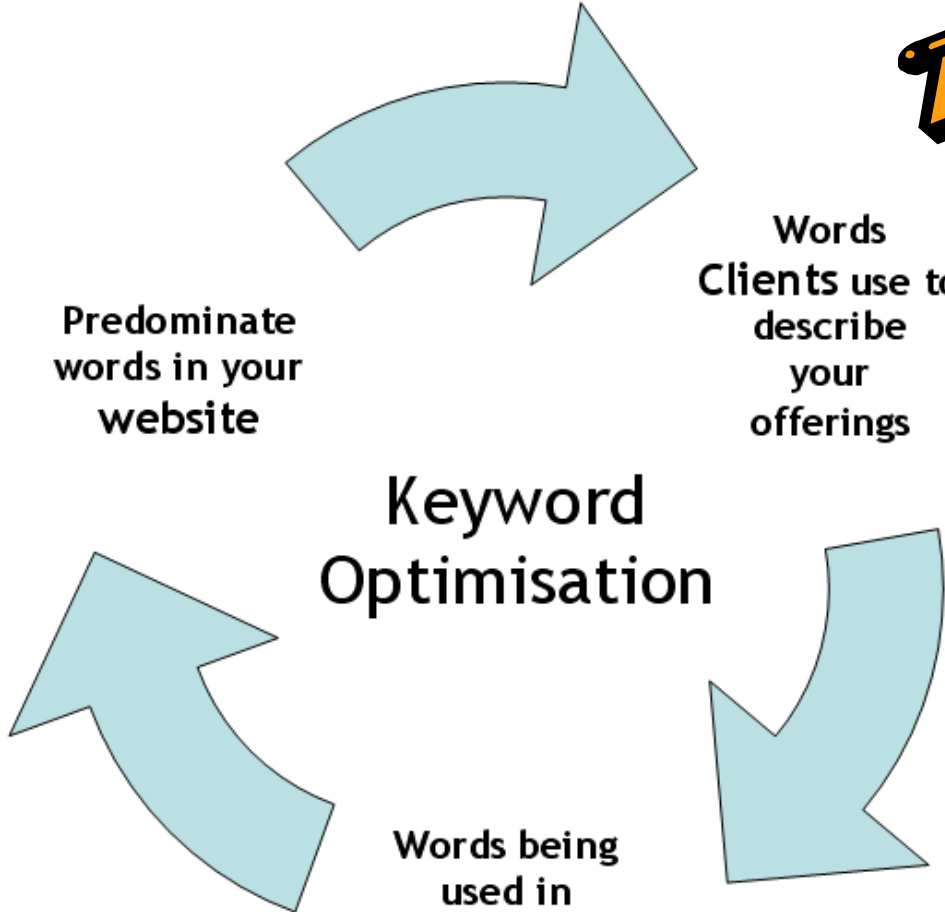 Words
Clients use to
describe
your
offerings
Predominate
words in your
website
Keyword
Optimisation
Words being
used in